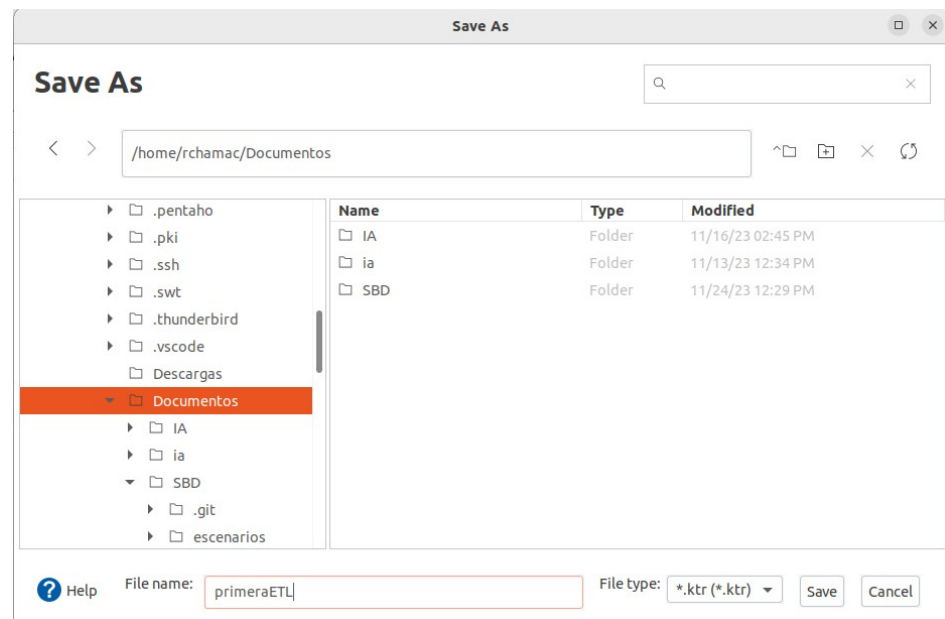 Save As
Save As
/home/rchamac/Documentos
.pentaho
.pki
.ssh
.swt
.thunderbird
.vscode
Descargas
Documentos
IA
ia
SBD
.git
escenarios
Name Type Modified
IA Folder 11/16/23 02:45 PM
ia Folder 11/13/23 12:34 PM
SBD Folder 11/24/23 12:29 PM
? Help File name: primeraETL File type: *.ktr (*.ktr) Save Cancel